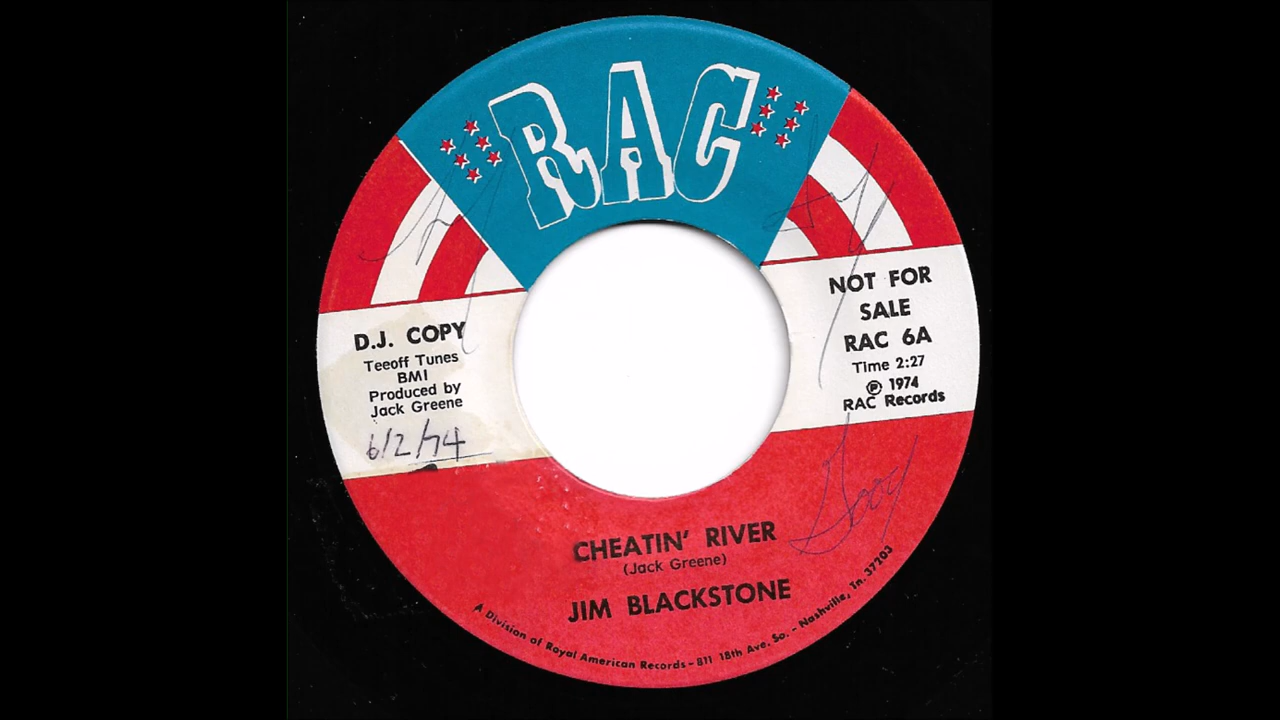 RAC
D.J. COPY
Teeoff Tunes
BMI
Produced by
Jack Greene
6/2/74
NOT FOR
SALE
RAC 6A
Time 2:27
℗ 1974
RAC Records
CHEATIN' RIVER
(Jack Greene)
JIM BLACKSTONE
A Division of Royal American Records - 811 18th Ave. So. - Nashville, Tn. 37203